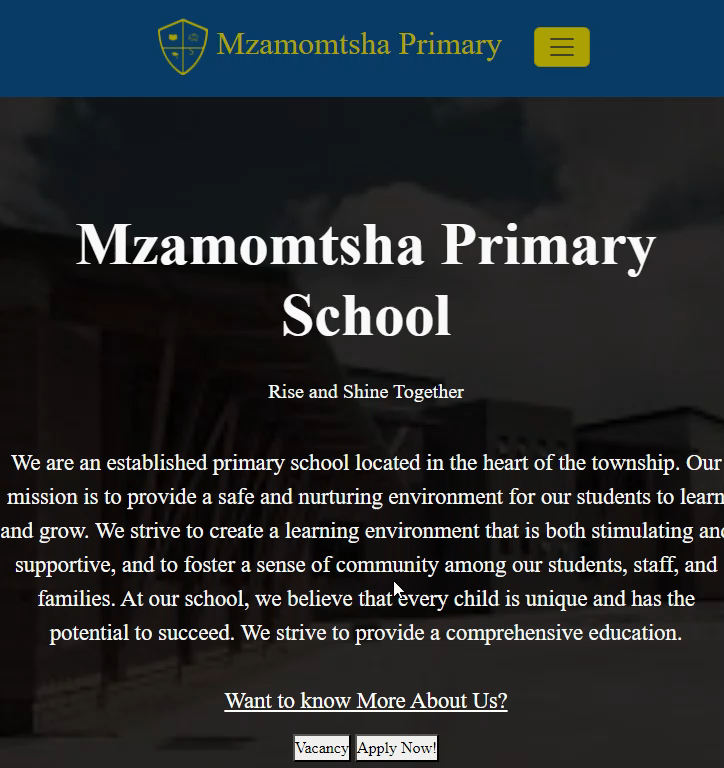 Mzamomtsha Primary
Mzamomtsha Primary
School
Rise and Shine Together
We are an established primary school located in the heart of the township. Our
mission is to provide a safe and nurturing environment for our students to learn
and grow. We strive to create a learning environment that is both stimulating and
supportive, and to foster a sense of community among our students, staff, and
families. At our school, we believe that every child is unique and has the
potential to succeed. We strive to provide a comprehensive education.
Want to know More About Us?
Vacancy Apply Now!